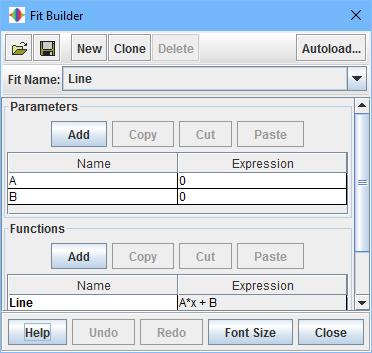 Fit Builder
New Clone Delete Autoload...
Fit Name: Line
Parameters
Add Copy Cut Paste
Name Expression
A 0
B 0
Functions
Add Copy Cut Paste
Name Expression
Line A*x + B
Help Undo Redo Font Size Close